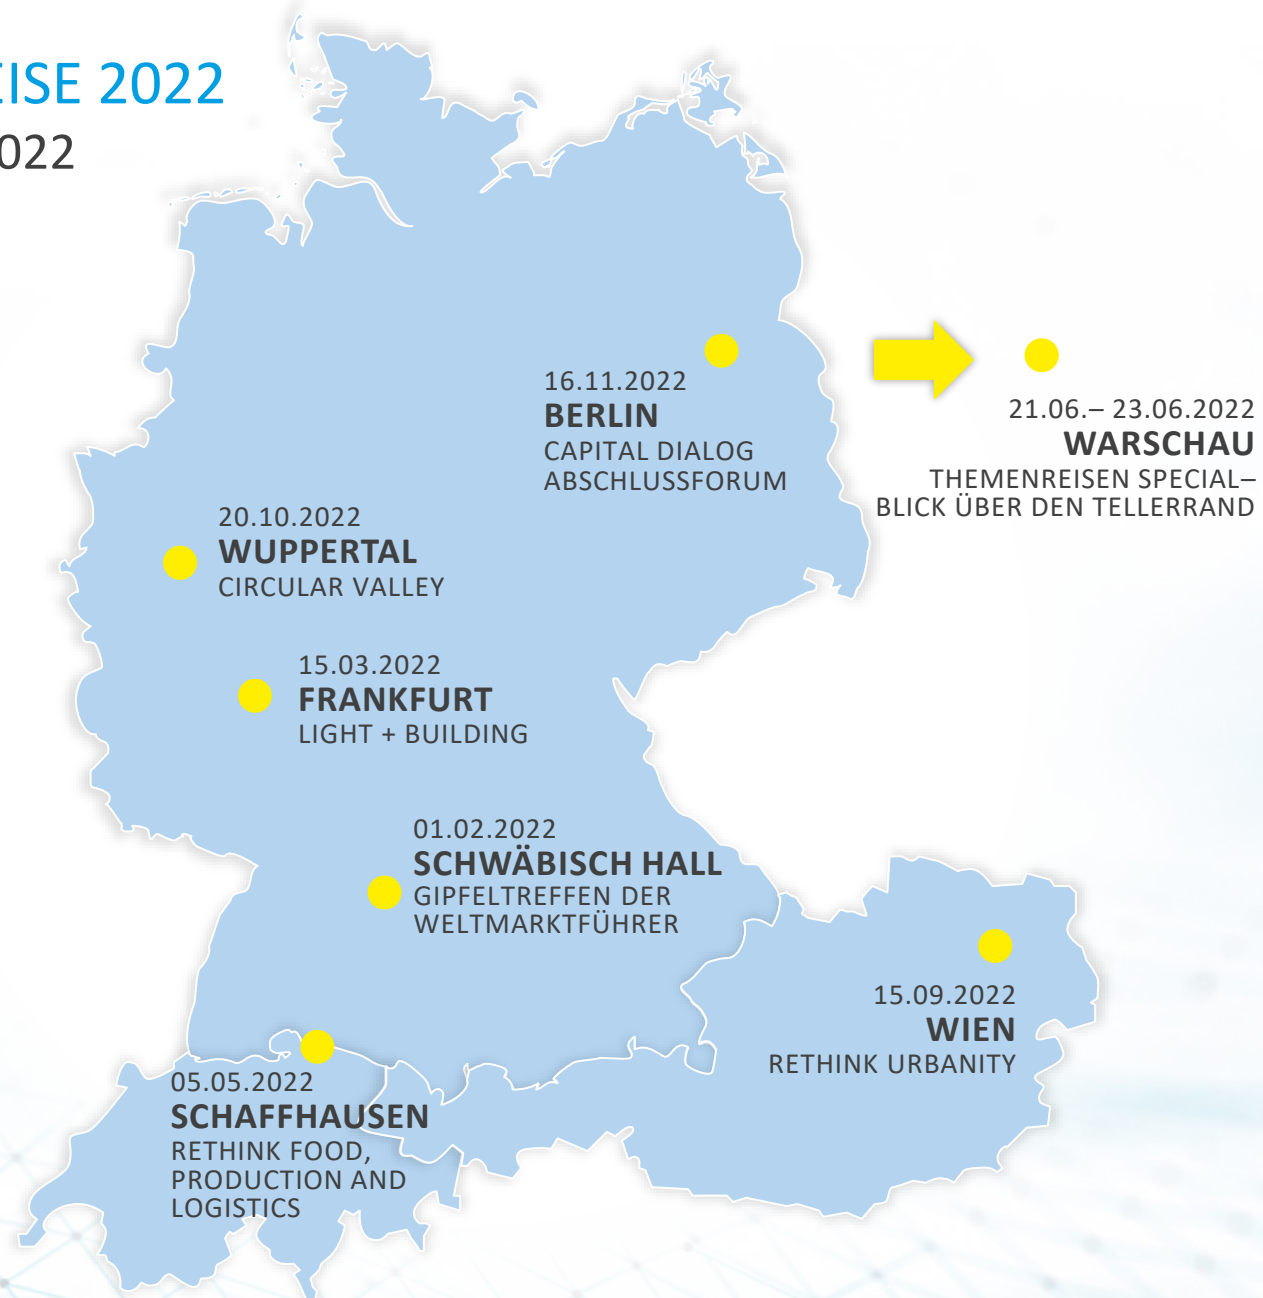 EISE 2022
022
16.11.2022
BERLIN
CAPITAL DIALOG
ABSCHLUSSFORUM
21.06.– 23.06.2022
WARSCHAU
THEMENREISEN SPECIAL–
BLICK ÜBER DEN TELLERRAND
20.10.2022
WUPPERTAL
CIRCULAR VALLEY
15.03.2022
FRANKFURT
LIGHT + BUILDING
01.02.2022
SCHWÄBISCH HALL
GIPFELTREFFEN DER
WELTMARKTFÜHRER
15.09.2022
WIEN
RETHINK URBANITY
05.05.2022
SCHAFFHAUSEN
RETHINK FOOD,
PRODUCTION AND
LOGISTICS